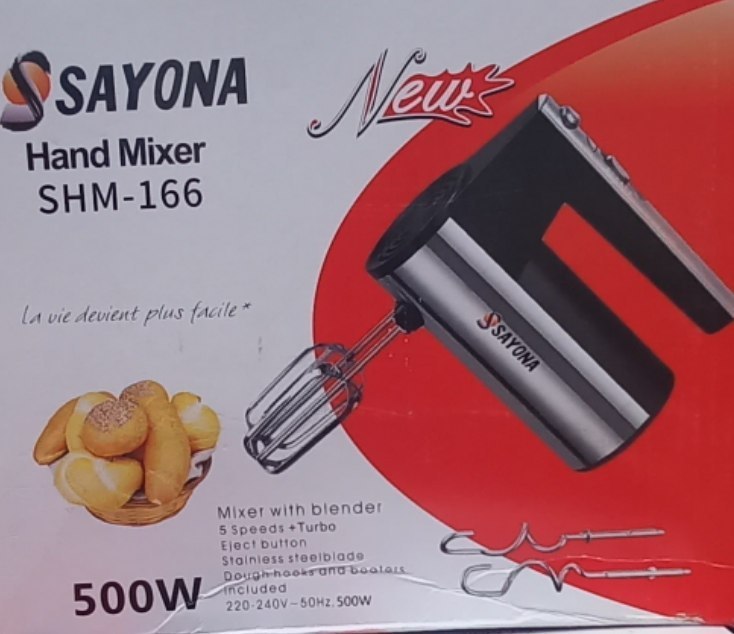 SAYONA
New
Hand Mixer
SHM-166
La vie devient plus facile*
SAYONA
Mixer with blender
5 Speeds +Turbo
Eject button
Stainless steelblade
Dough hooks and beaters
included
220-240V~50Hz, 500W
500W